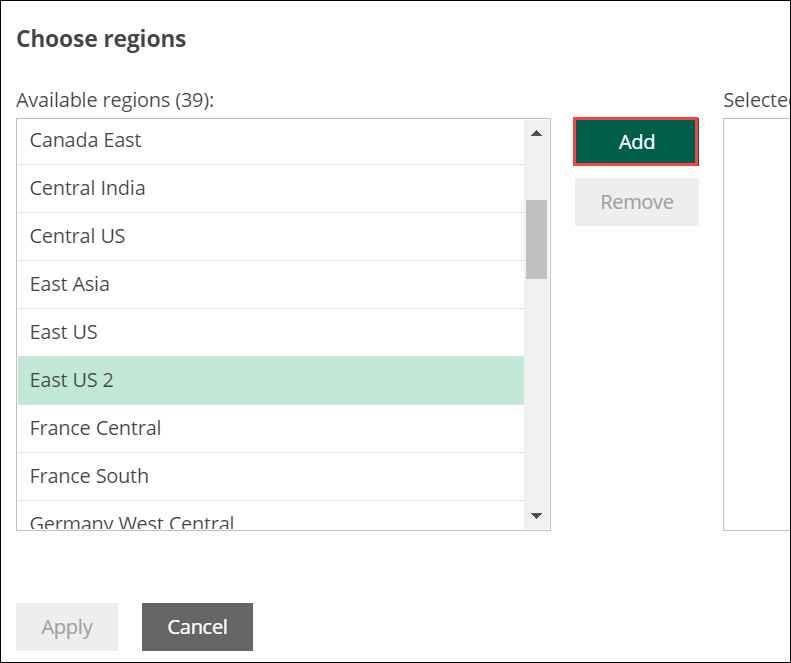 Choose regions
Available regions (39):
Selected
Canada East
Central India
Central US
East Asia
East US
East US 2
France Central
France South
Germany West Central
Add
Remove
Apply
Cancel